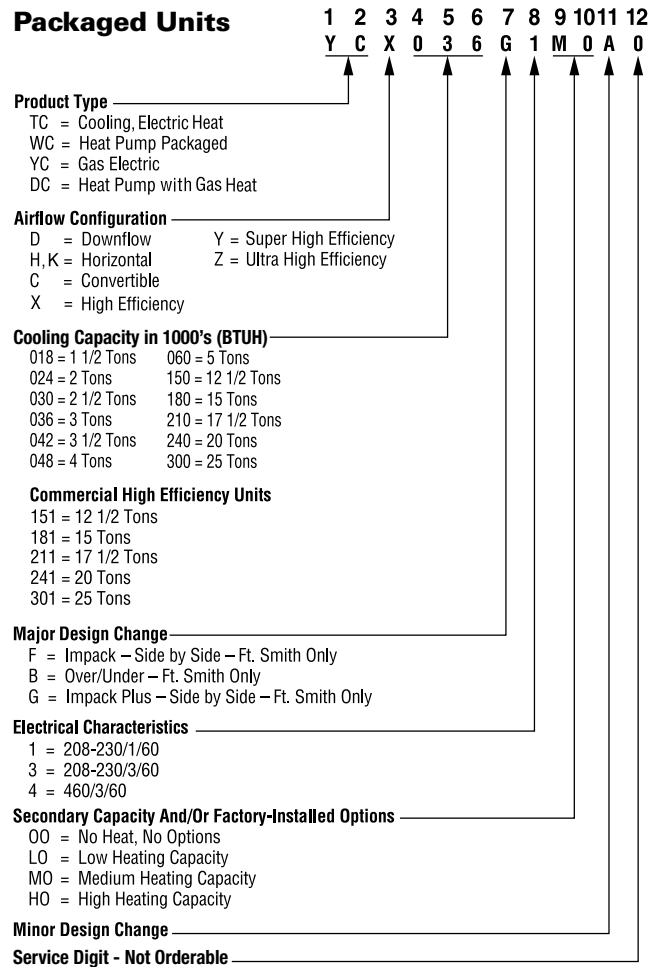 Packaged Units
1 2 3 4 5 6 7 8 9 10 11 12
Y C X 0 3 6 G 1 M 0 A 0
Product Type
TC = Cooling, Electric Heat
WC = Heat Pump Packaged
YC = Gas Electric
DC = Heat Pump with Gas Heat
Airflow Configuration
D = Downflow Y = Super High Efficiency
H, K = Horizontal Z = Ultra High Efficiency
C = Convertible
X = High Efficiency
Cooling Capacity in 1000's (BTUH)
018 = 1 1/2 Tons 060 = 5 Tons
024 = 2 Tons 150 = 12 1/2 Tons
030 = 2 1/2 Tons 180 = 15 Tons
036 = 3 Tons 210 = 17 1/2 Tons
042 = 3 1/2 Tons 240 = 20 Tons
048 = 4 Tons 300 = 25 Tons
Commercial High Efficiency Units
151 = 12 1/2 Tons
181 = 15 Tons
211 = 17 1/2 Tons
241 = 20 Tons
301 = 25 Tons
Major Design Change
F = Impack – Side by Side – Ft. Smith Only
B = Over/Under – Ft. Smith Only
G = Impack Plus – Side by Side – Ft. Smith Only
Electrical Characteristics
1 = 208-230/1/60
3 = 208-230/3/60
4 = 460/3/60
Secondary Capacity And/Or Factory-Installed Options
OO = No Heat, No Options
LO = Low Heating Capacity
MO = Medium Heating Capacity
HO = High Heating Capacity
Minor Design Change
Service Digit - Not Orderable